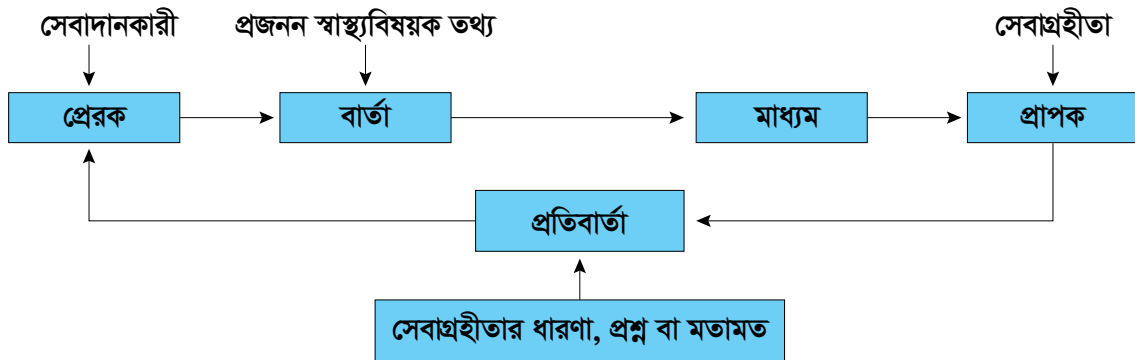 সেবাদানকারী
প্রজনন স্বাস্থ্যবিষয়ক তথ্য
সেবাগ্রহীতা
প্রেরক
বার্তা
মাধ্যম
প্রাপক
প্রতিবার্তা
সেবাগ্রহীতার ধারণা, প্রশ্ন বা মতামত